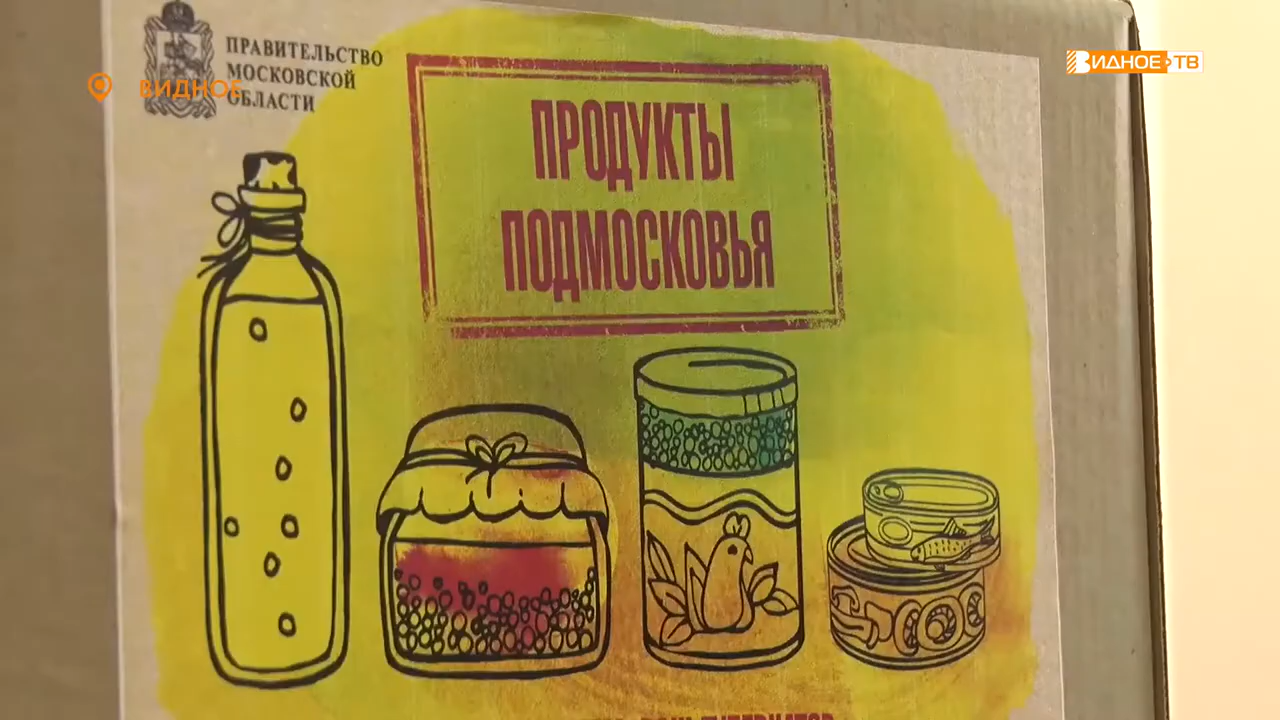 ПРАВИТЕЛЬСТВО
МОСКОВСКОЙ
ОБЛАСТИ
ВИДНОЕ
ВИДНОЕ ТВ
ПРОДУКТЫ
ПОДМОСКОВЬЯ